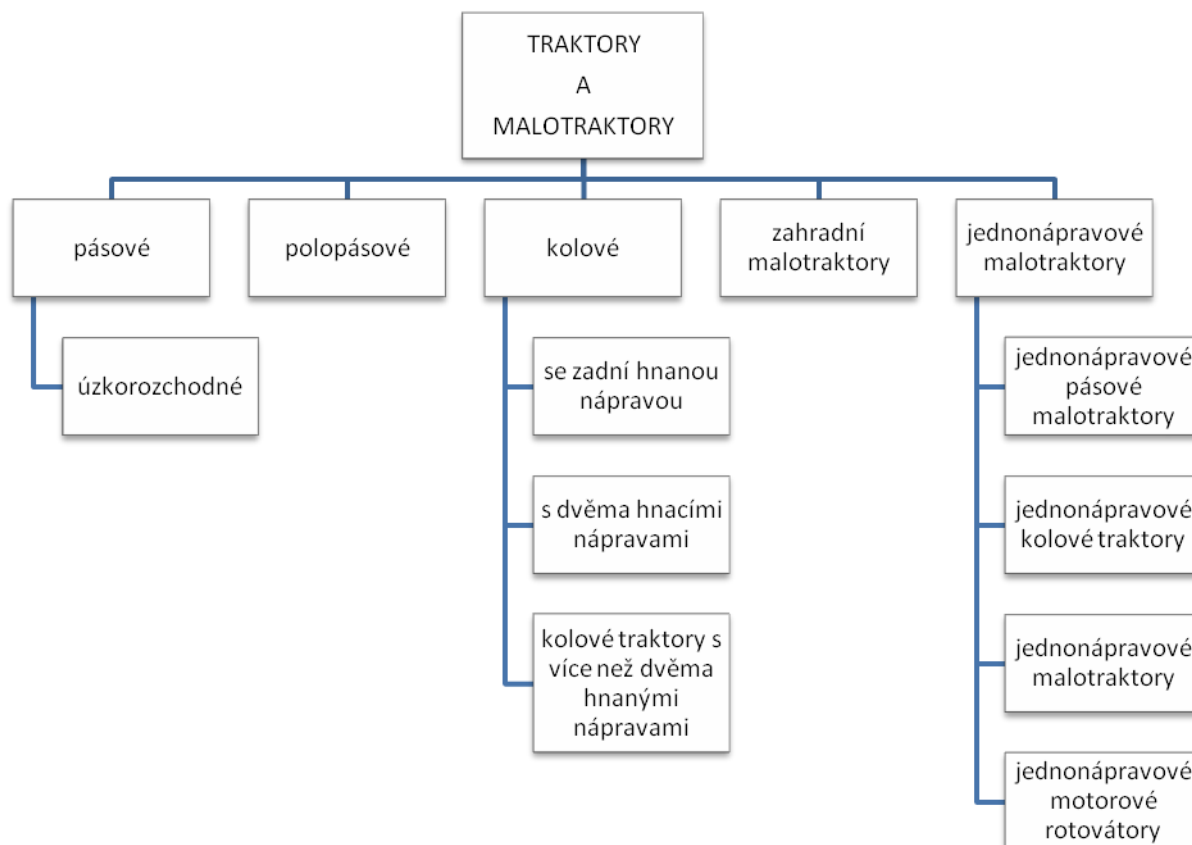 TRAKTORY
A
MALOTRAKTORY
pásové
polopásové
kolové
zahradní
malotraktory
jednonápravové
malotraktory
úzkorozchodné
se zadní hnanou
nápravou
s dvěma hnacími
nápravami
kolové traktory s
více než dvěma
hnanými
nápravami
jednonápravové
pásové
malotraktory
jednonápravové
kolové traktory
jednonápravové
malotraktory
jednonápravové
motorové
rotovátory